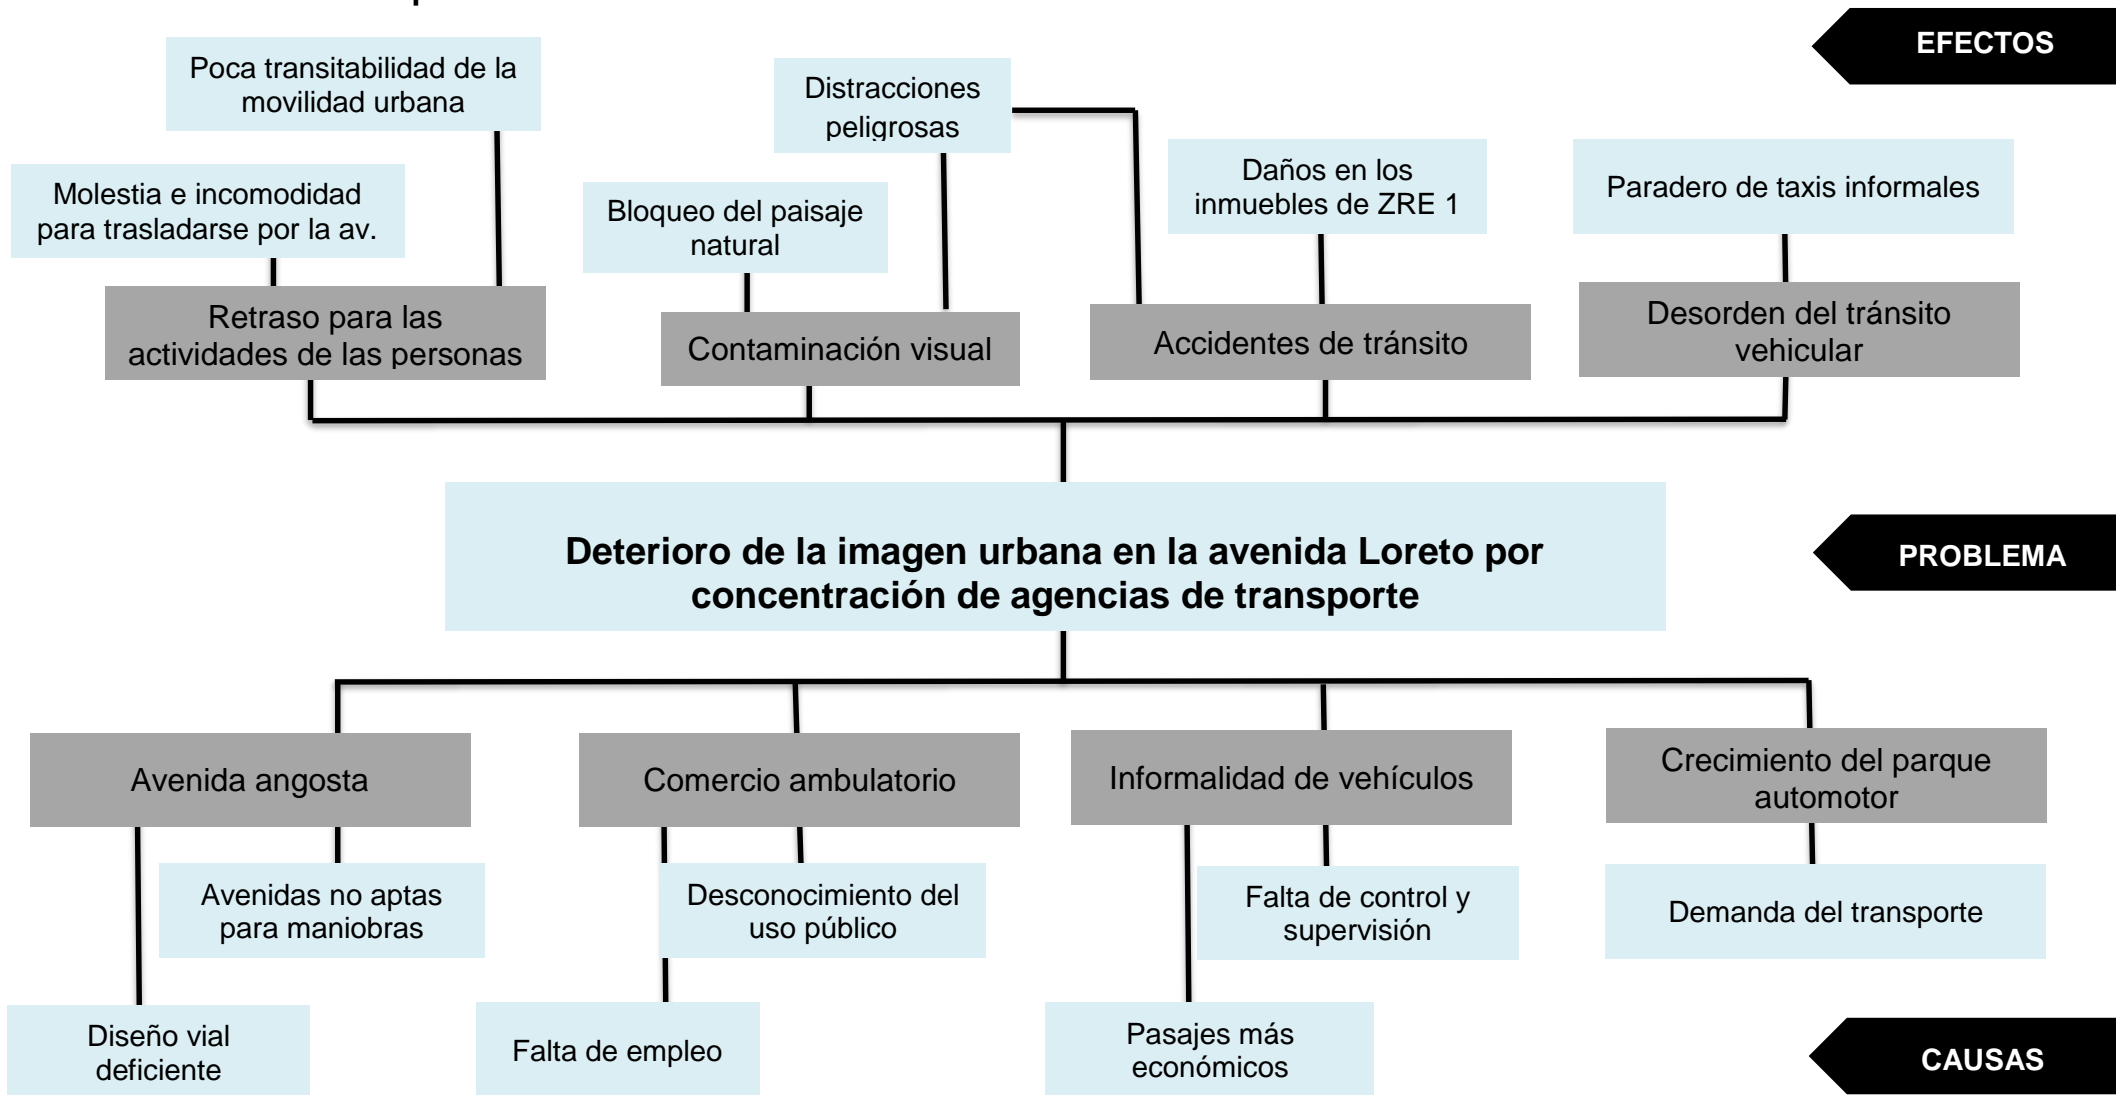 EFECTOS
Poca transitabilidad de la
movilidad urbana
Distracciones
peligrosas
Molestia e incomodidad
para trasladarse por la av.
Bloqueo del paisaje
natural
Daños en los
inmuebles de ZRE 1
Paradero de taxis informales
Retraso para las
actividades de las personas
Contaminación visual
Accidentes de tránsito
Desorden del tránsito
vehicular
Deterioro de la imagen urbana en la avenida Loreto por
concentración de agencias de transporte
PROBLEMA
Avenida angosta
Comercio ambulatorio
Informalidad de vehículos
Crecimiento del parque
automotor
Avenidas no aptas
para maniobras
Desconocimiento del
uso público
Falta de control y
supervisión
Demanda del transporte
Diseño vial
deficiente
Falta de empleo
Pasajes más
económicos
CAUSAS